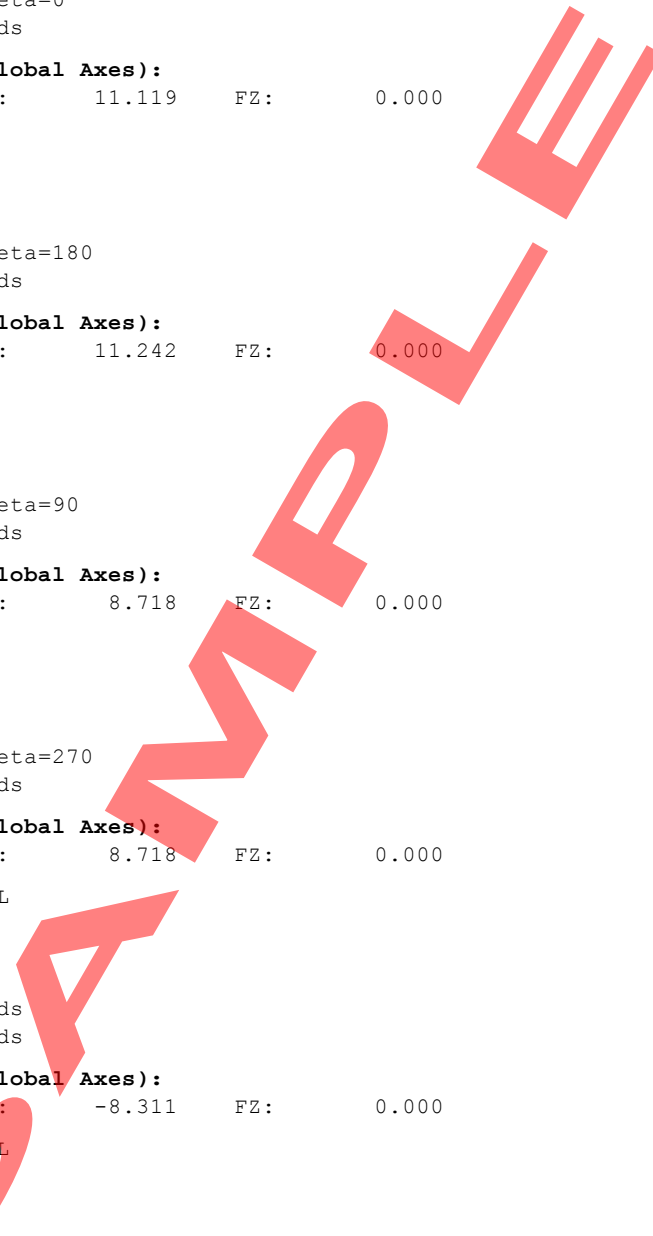 eta=0
ds
lobal Axes):
: 11.119 FZ: 0.000
eta=180
ds
lobal Axes):
: 11.242 FZ: 0.000
eta=90
ds
lobal Axes):
: 8.718 FZ: 0.000
eta=270
ds
lobal Axes):
: 8.718 FZ: 0.000
L
ds
ds
lobal Axes):
: -8.311 FZ: 0.000
L
SAMPLE